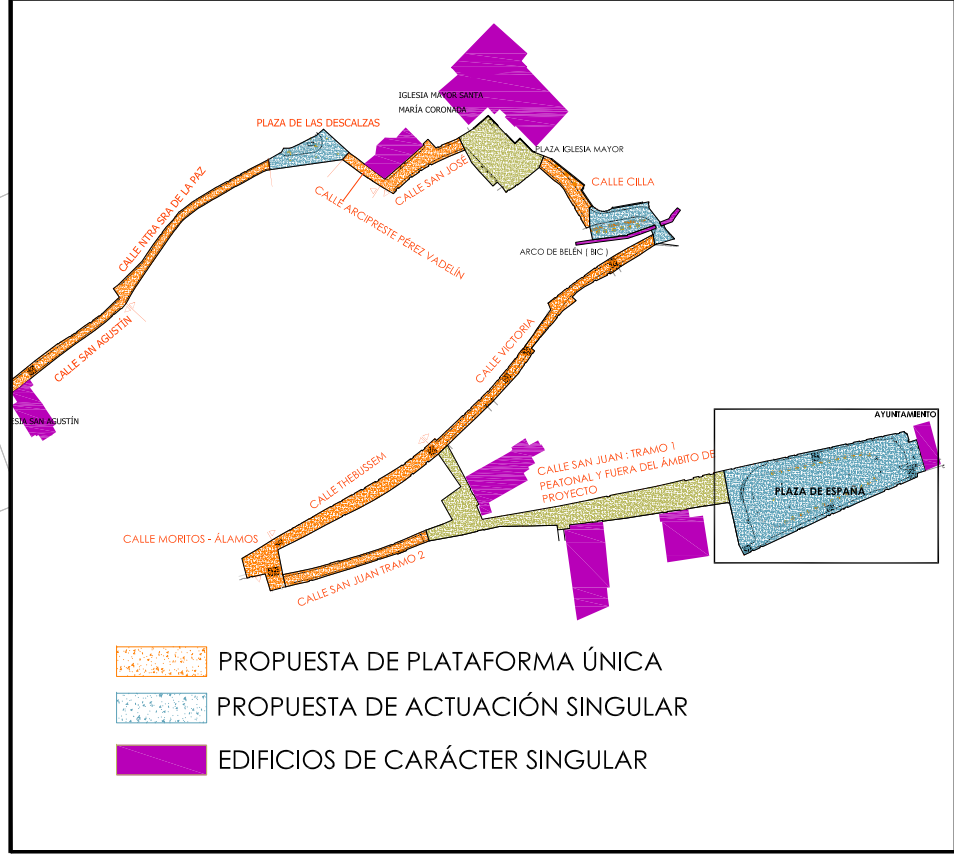 IGLESIA MAYOR SANTA
MARÍA CORONADA
PLAZA DE LAS DESCALZAS
PLAZA IGLESIA MAYOR
CALLE SAN JOSÉ
CALLE CILLA
CALLE ARCIPRESTE PÉREZ VADELÍN
CALLE NTRA SRA DE LA PAZ
ARCO DE BELÉN ( BIC )
CALLE SAN AGUSTÍN
CALLE VICTORIA
ESIA SAN AGUSTÍN
AYUNTAMIENTO
CALLE SAN JUAN : TRAMO 1
PEATONAL Y FUERA DEL ÁMBITO DE
PROYECTO
CALLE THEBUSSEM
PLAZA DE ESPAÑA
CALLE MORITOS - ÁLAMOS
CALLE SAN JUAN TRAMO 2
PROPUESTA DE PLATAFORMA ÚNICA
PROPUESTA DE ACTUACIÓN SINGULAR
EDIFICIOS DE CARÁCTER SINGULAR